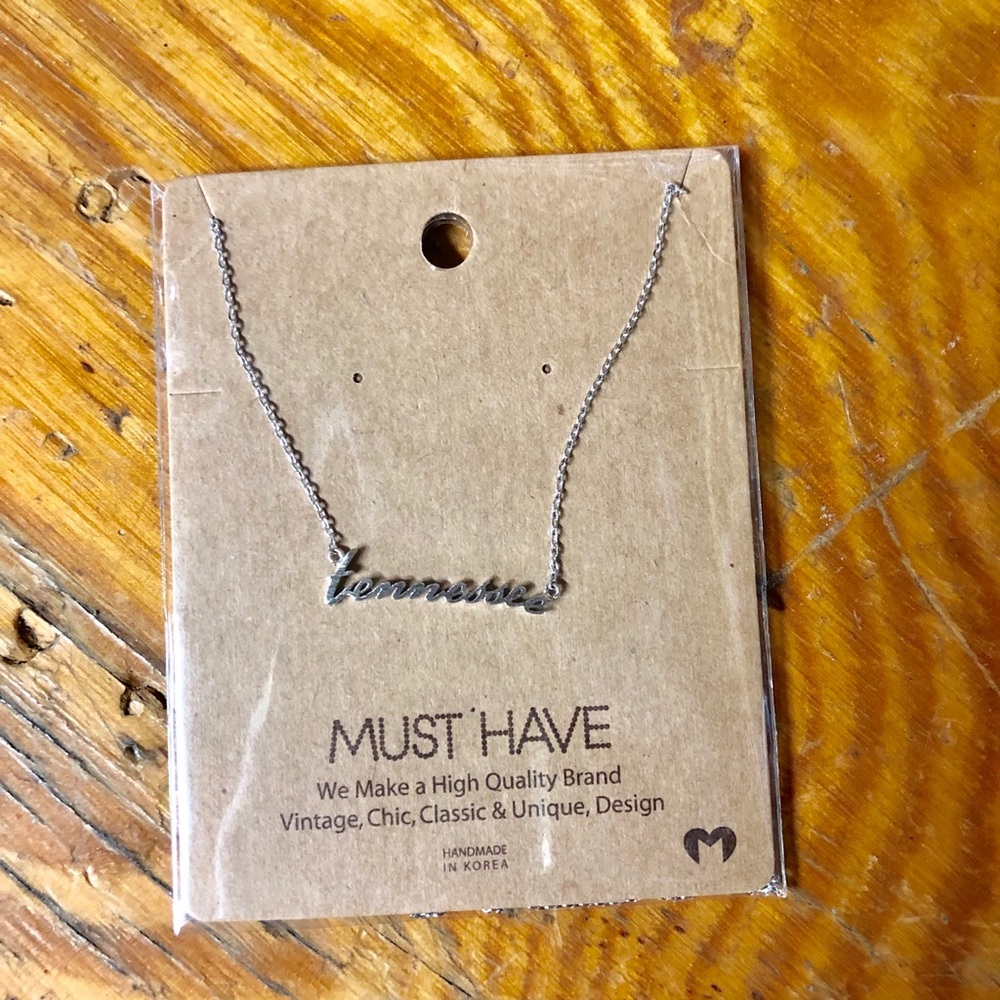 tennessee
MUST HAVE
We Make a High Quality Brand
Vintage, Chic, Classic & Unique, Design
HANDMADE
IN KOREA
M